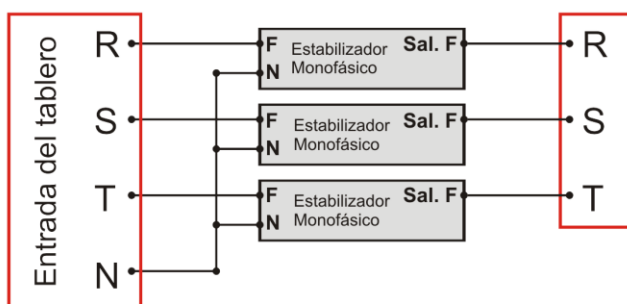 Entrada del tablero
R
S
T
N
F Estabilizador Sal. F
N Monofásico
F Estabilizador Sal. F
N Monofásico
F Estabilizador Sal. F
N Monofásico
R
S
T